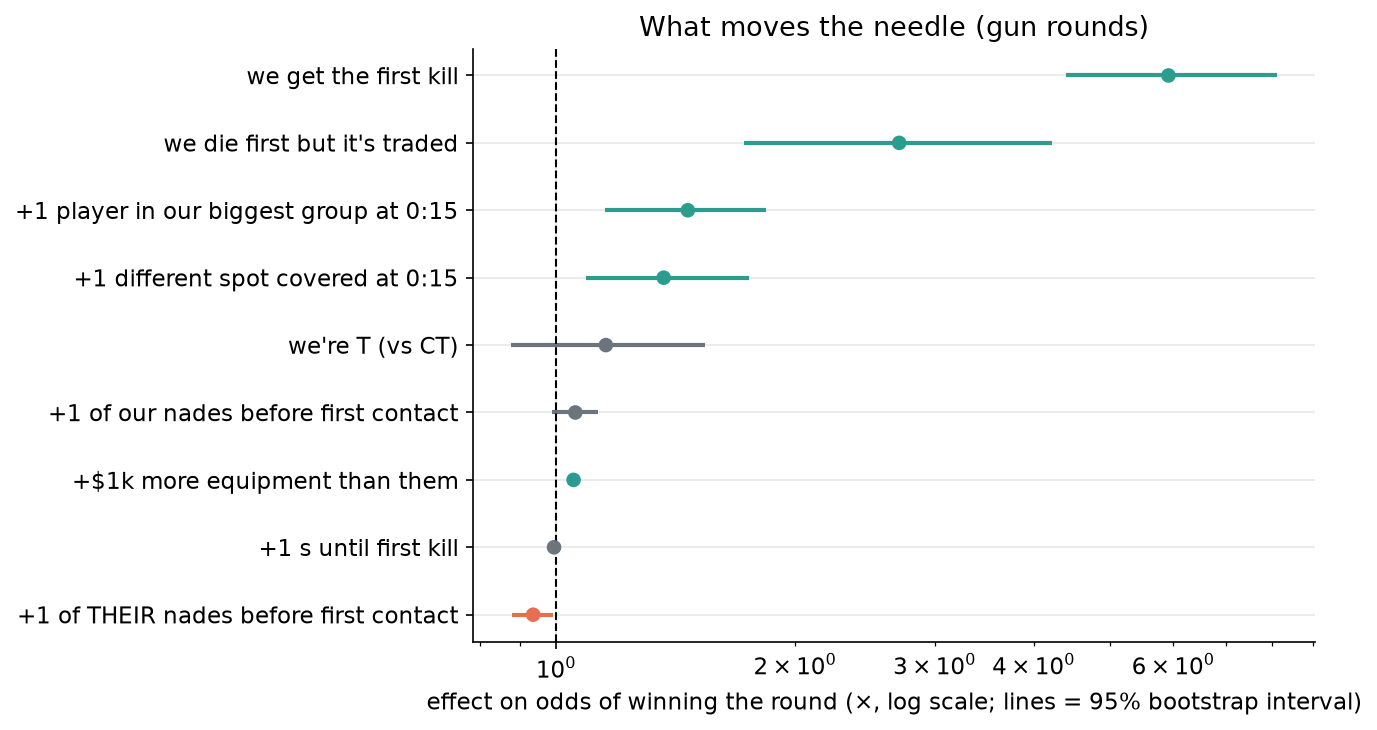 What moves the needle (gun rounds)
we get the first kill
we die first but it's traded
+1 player in our biggest group at 0:15
+1 different spot covered at 0:15
we're T (vs CT)
+1 of our nades before first contact
+$1k more equipment than them
+1 s until first kill
+1 of THEIR nades before first contact
10⁰ 2 × 10⁰ 3 × 10⁰ 4 × 10⁰ 6 × 10⁰
effect on odds of winning the round (×, log scale; lines = 95% bootstrap interval)